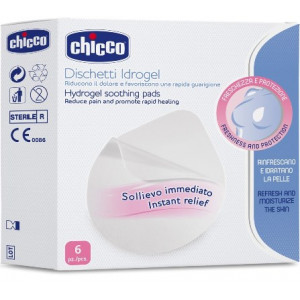 chicco
Dischetti Idrogel
Riducono il dolore e favoriscono una rapida guarigione
Hydrogel soothing pads
Reduce pain and promote rapid healing
STERILE R
CE
0086
LOT
Sollievo immediato
Instant relief
6
pz./pcs.
FRESCHEZZA E PROTEZIONE
FRESHNESS AND PROTECTION
RINFRESCANO
E IDRATANO
LA PELLE
REFRESH AND
MOISTURIZE
THE SKIN
chicco